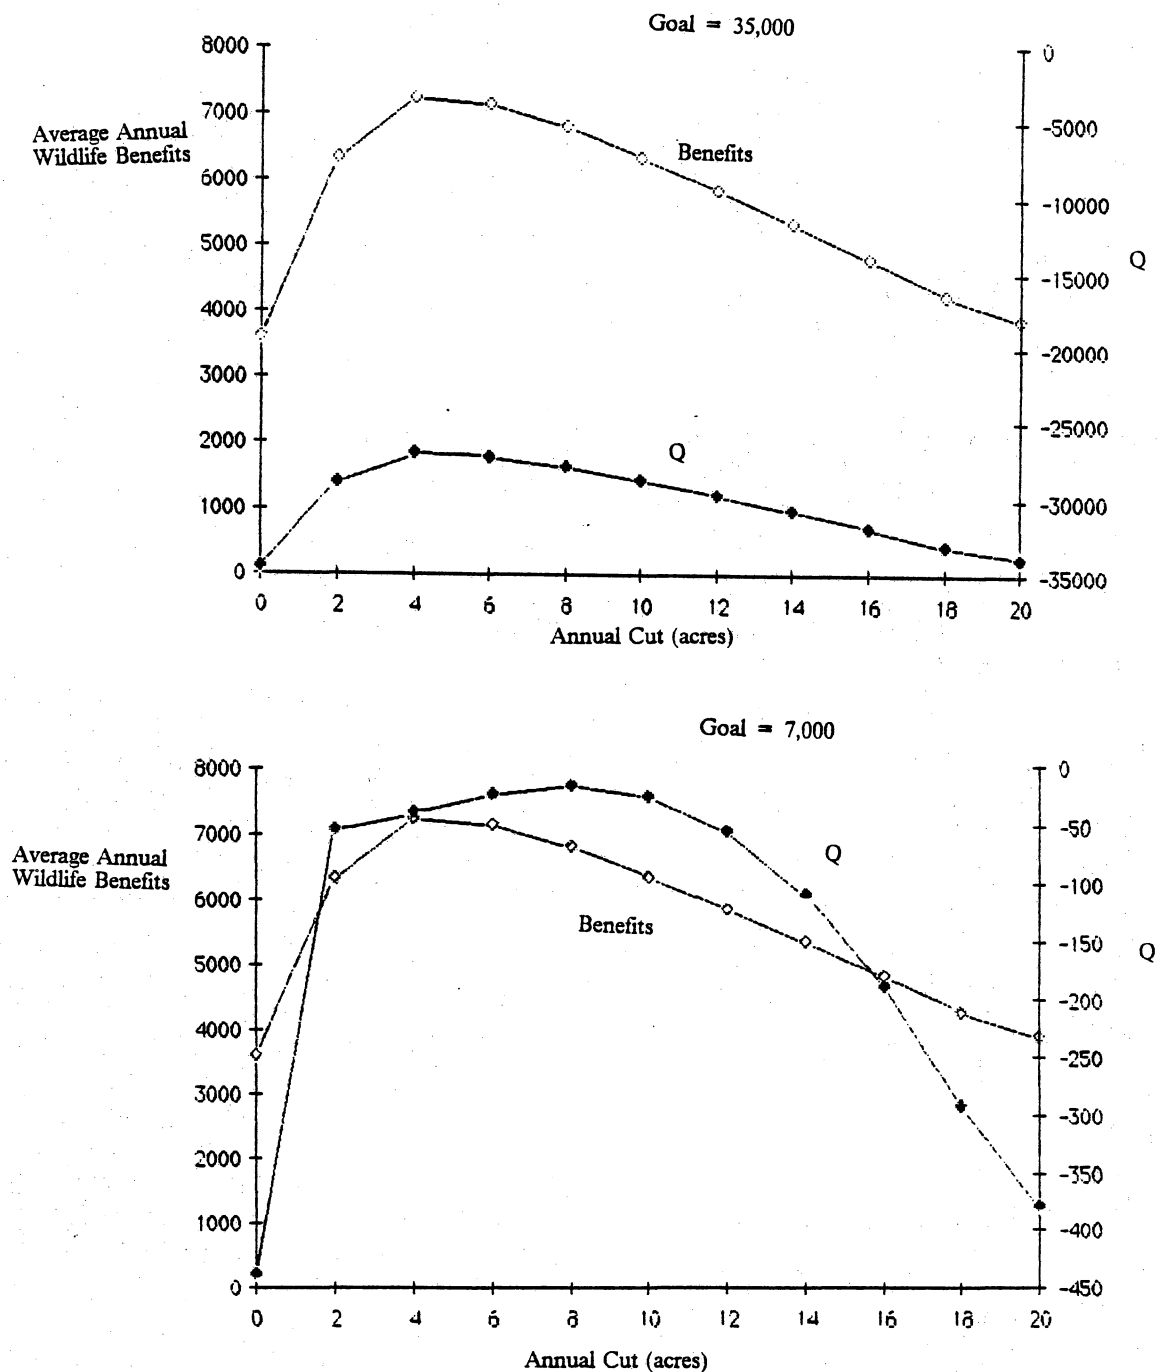 Goal = 35,000
8000
7000
6000
5000
4000
3000
2000
1000
0
Average Annual
Wildlife Benefits
Benefits
Q
0
-5000
-10000
-15000
-20000
-25000
-30000
-35000
Q
0 2 4 6 8 10 12 14 16 18 20
Annual Cut (acres)
Goal = 7,000
8000
7000
6000
5000
4000
3000
2000
1000
0
Average Annual
Wildlife Benefits
Q
Benefits
0
-50
-100
-150
-200
-250
-300
-350
-400
-450
Q
0 2 4 6 8 10 12 14 16 18 20
Annual Cut (acres)